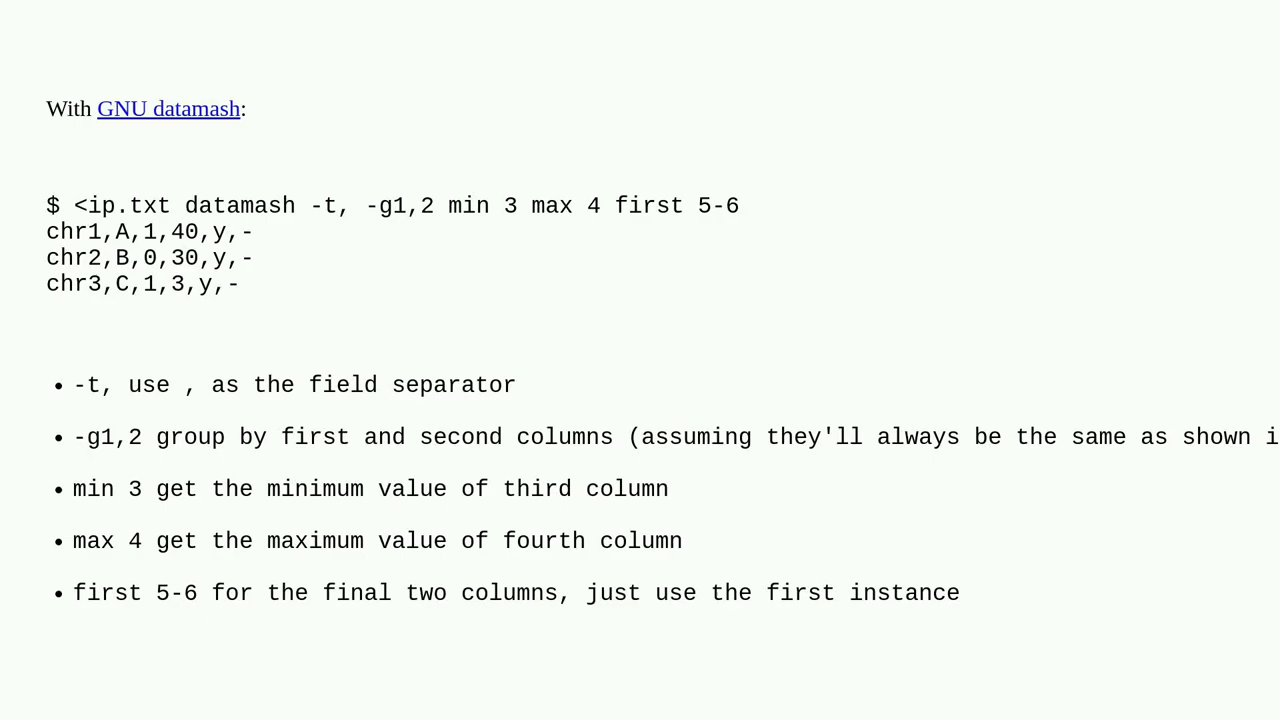 With GNU datamash:
$ <ip.txt datamash -t, -g1,2 min 3 max 4 first 5-6
chr1,A,1,40,y,-
chr2,B,0,30,y,-
chr3,C,1,3,y,-
• -t, use , as the field separator
• -g1,2 group by first and second columns (assuming they'll always be the same as shown
• min 3 get the minimum value of third column
• max 4 get the maximum value of fourth column
• first 5-6 for the final two columns, just use the first instance